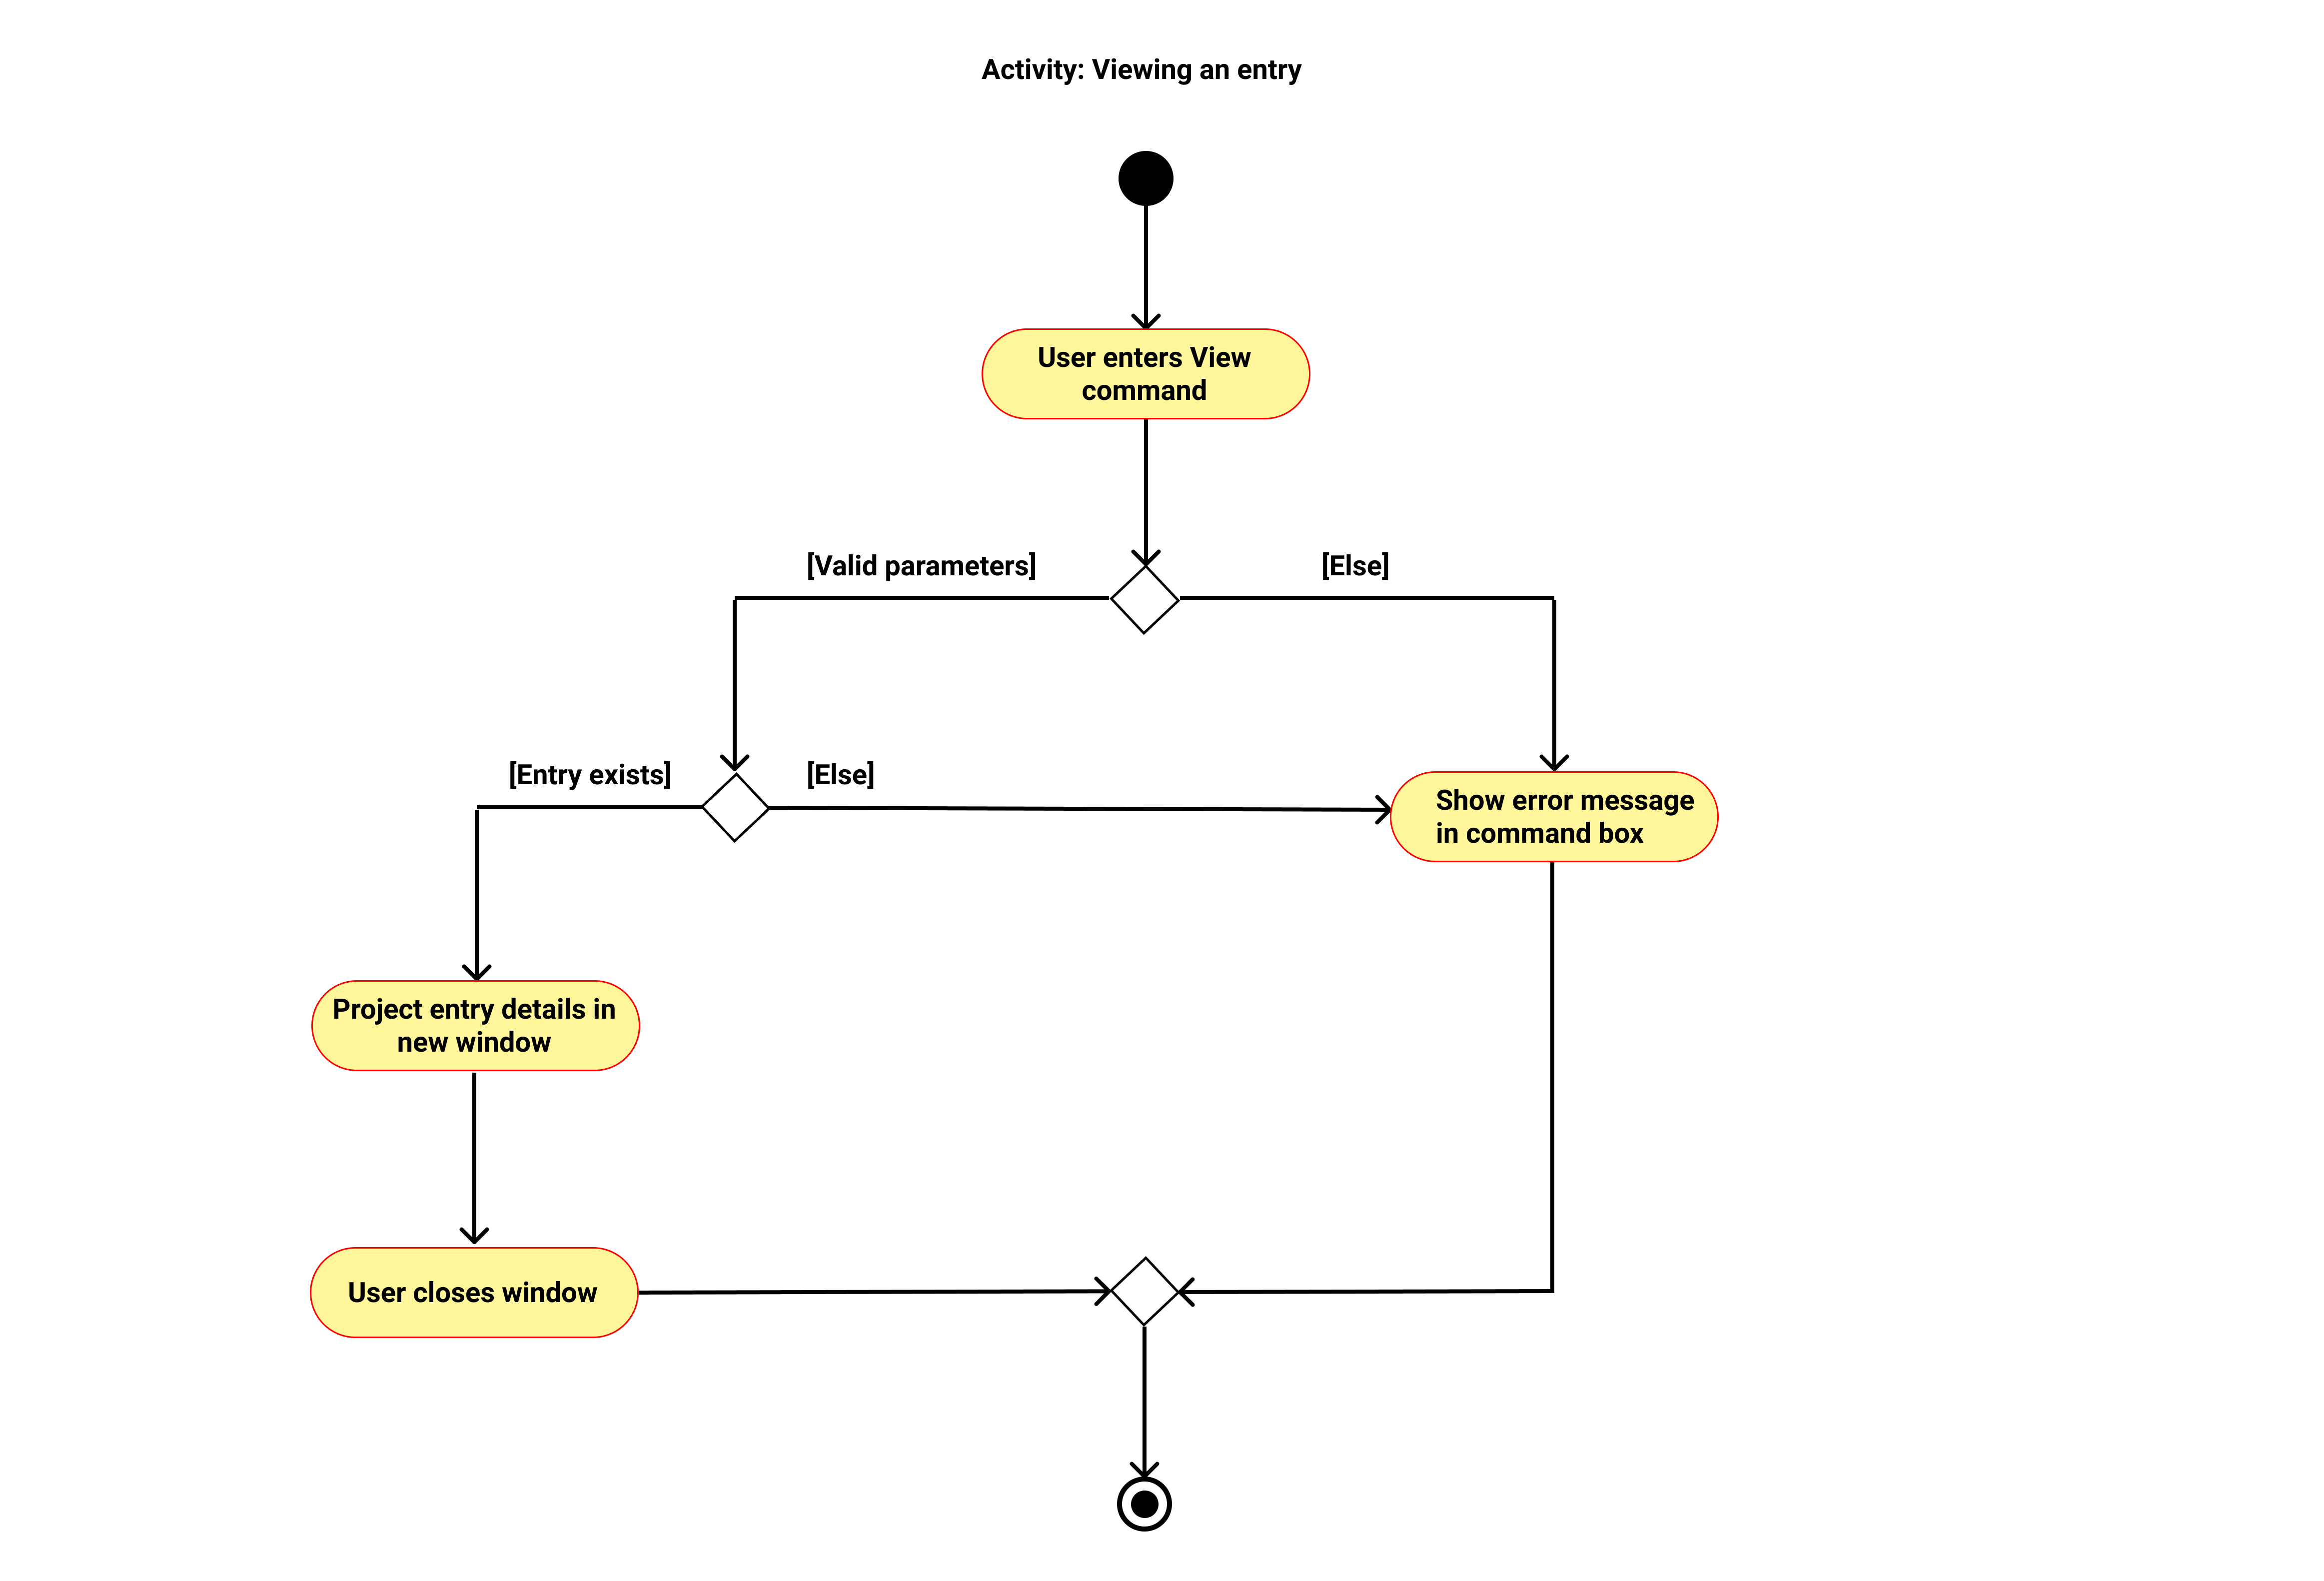 Activity: Viewing an entry
User enters View
command
[Valid parameters]
[Else]
[Entry exists]
[Else]
Show error message
in command box
Project entry details in
new window
User closes window